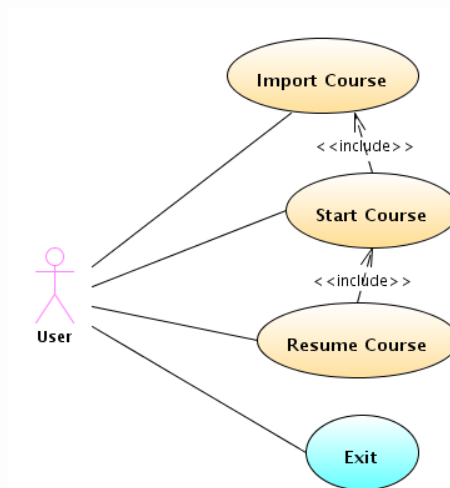 Import Course
<<include>>
Start Course
<<include>>
User
Resume Course
Exit